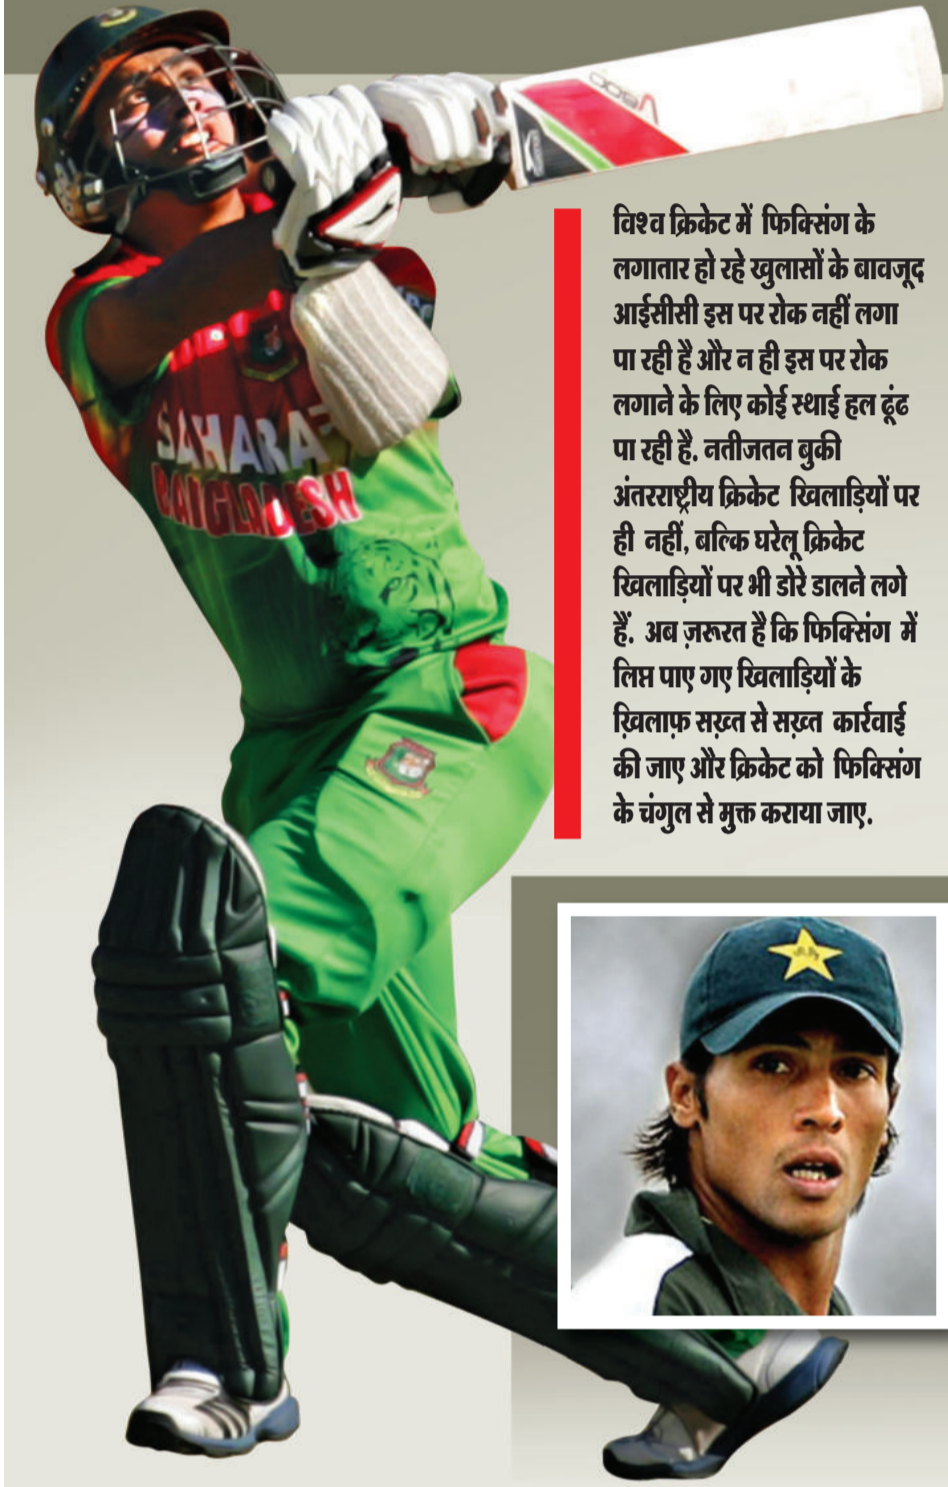 विश्व क्रिकेट में फिक्सिंग के
लगातार हो रहे खुलासों के बावजूद
आईसीसी इस पर रोक नहीं लगा
पा रही है और न ही इस पर रोक
लगाने के लिए कोई स्थाई हल ढूंढ
पा रही है. नतीजतन बुकी
अंतरराष्ट्रीय क्रिकेट खिलाड़ियों पर
ही नहीं, बल्कि घरेलू क्रिकेट
खिलाड़ियों पर भी डोरे डालने लगे
हैं. अब ज़रूरत है कि फिक्सिंग में
लिप्त पाए गए खिलाड़ियों के
ख़िलाफ़ सख़्त से सख़्त कार्रवाई
की जाए और क्रिकेट को फिक्सिंग
के चंगुल से मुक्त कराया जाए.
SAHARA
BANGLADESH